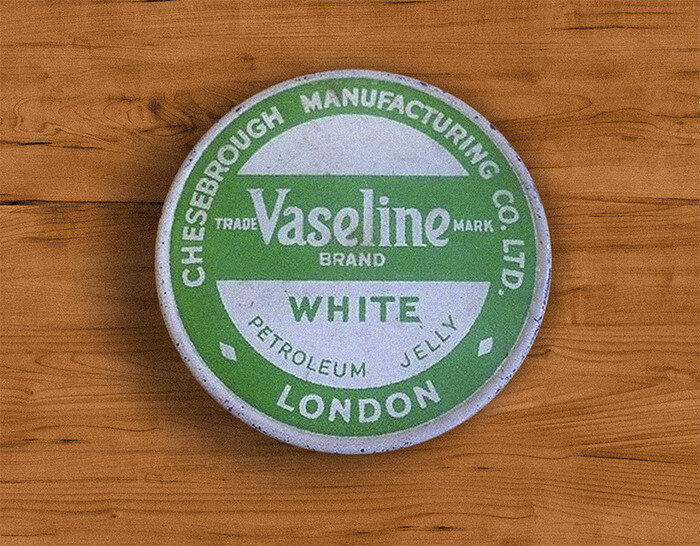 CHESEBROUGH MANUFACTURING CO. LTD.
TRADE Vaseline MARK
BRAND
WHITE
PETROLEUM JELLY
LONDON